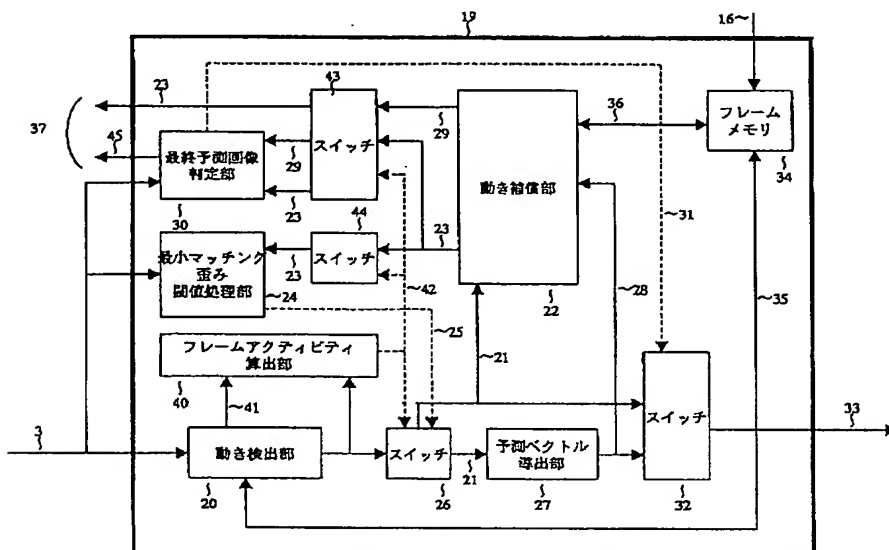 19
16
23
43
37
29
36
フレーム
メモリ
45
最終予測画像
判定部
29
スイッチ
動き補償部
34
23
30
44
23
31
最小マッチング
歪み
閾値処理部
23
スイッチ
24
42
22
28
35
25
フレームアクティビティ
算出部
21
40
41
スイッチ
33
3
動き検出部
スイッチ
予測ベクトル
導出部
20
26
21
27
32